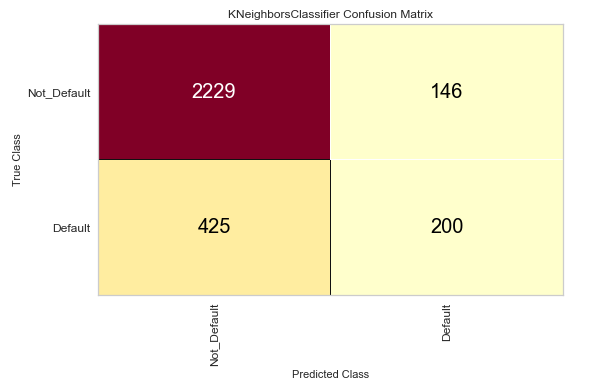 KNeighborsClassifier Confusion Matrix
True Class
Not_Default
2229
146
Default
425
200
Not_Default
Default
Predicted Class